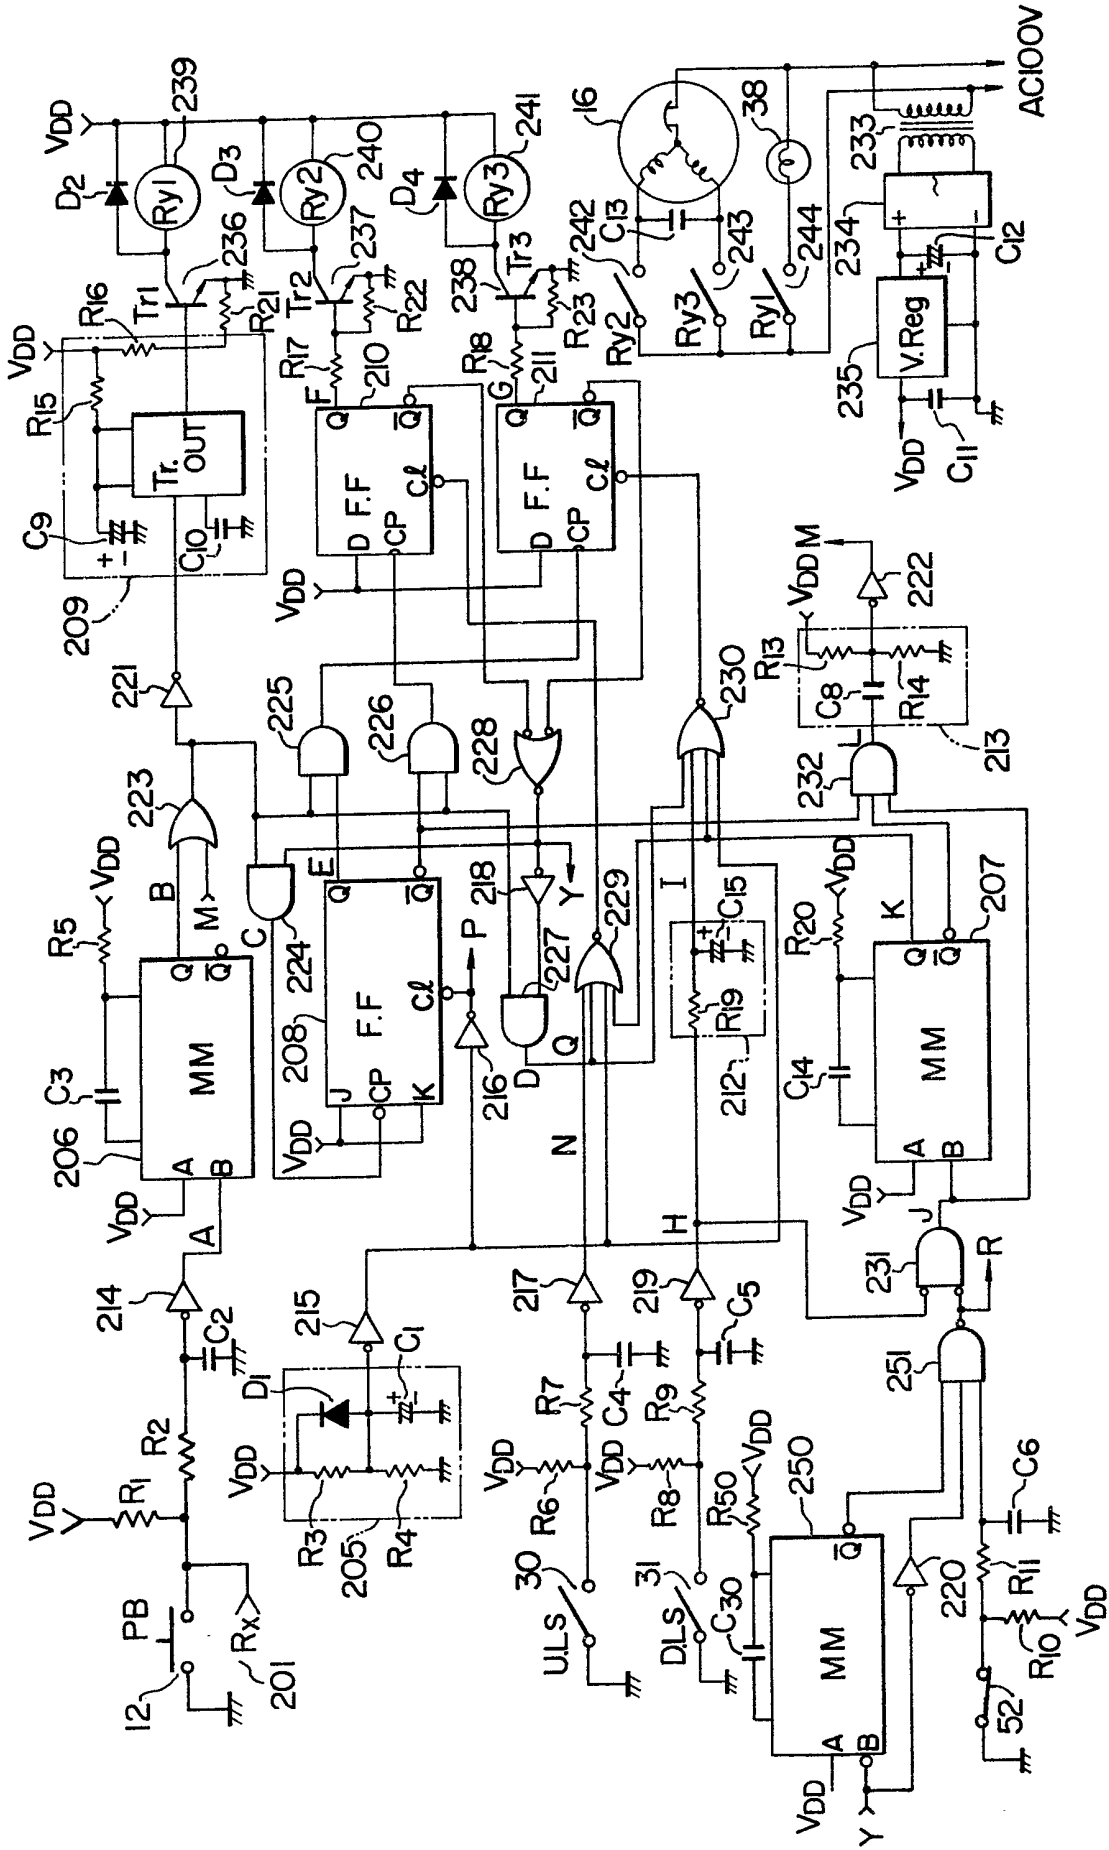 VDD
PB
12
RX
201
R1
R2
C2
214
A
VDD
A
B
206
MM
C3
R5
VDD
Q
Q
B
M
223
221
209
C9
+
-
C10
Tr.
OUT
R15
VDD
R16
R21
Tr1
236
D2
Ry1
239
VDD
VDD
R3
205
R4
D1
C1
+
-
215
VDD
J
CP
K
208
F.F
Cl
Q
Q
E
C
224
216
P
225
226
VDD
D
CP
F.F
Cl
Q
Q
F
210
R17
Tr2
R22
237
D3
Ry2
240
D
227
218
Y
228
VDD
D
CP
F.F
Cl
Q
Q
G
211
R18
238
Tr3
R23
D4
Ry3
241
30
U.LS
VDD
R6
R7
C4
217
N
Q
229
31
D.LS
VDD
R8
R9
C5
219
H
212
R19
+
-
C15
I
230
VDD
Y
A
B
MM
C30
R50
VDD
250
Q
220
52
R10
VDD
R11
C6
251
R
231
J
VDD
A
B
MM
C14
R20
VDD
Q
Q
K
207
232
L
C8
R13
R14
VDD
213
222
M
Ry2
242
Ry3
243
Ry1
244
C13
16
38
VDD
C11
235
V.Reg
+
-
C12
234
+
-
~
233
AC100V